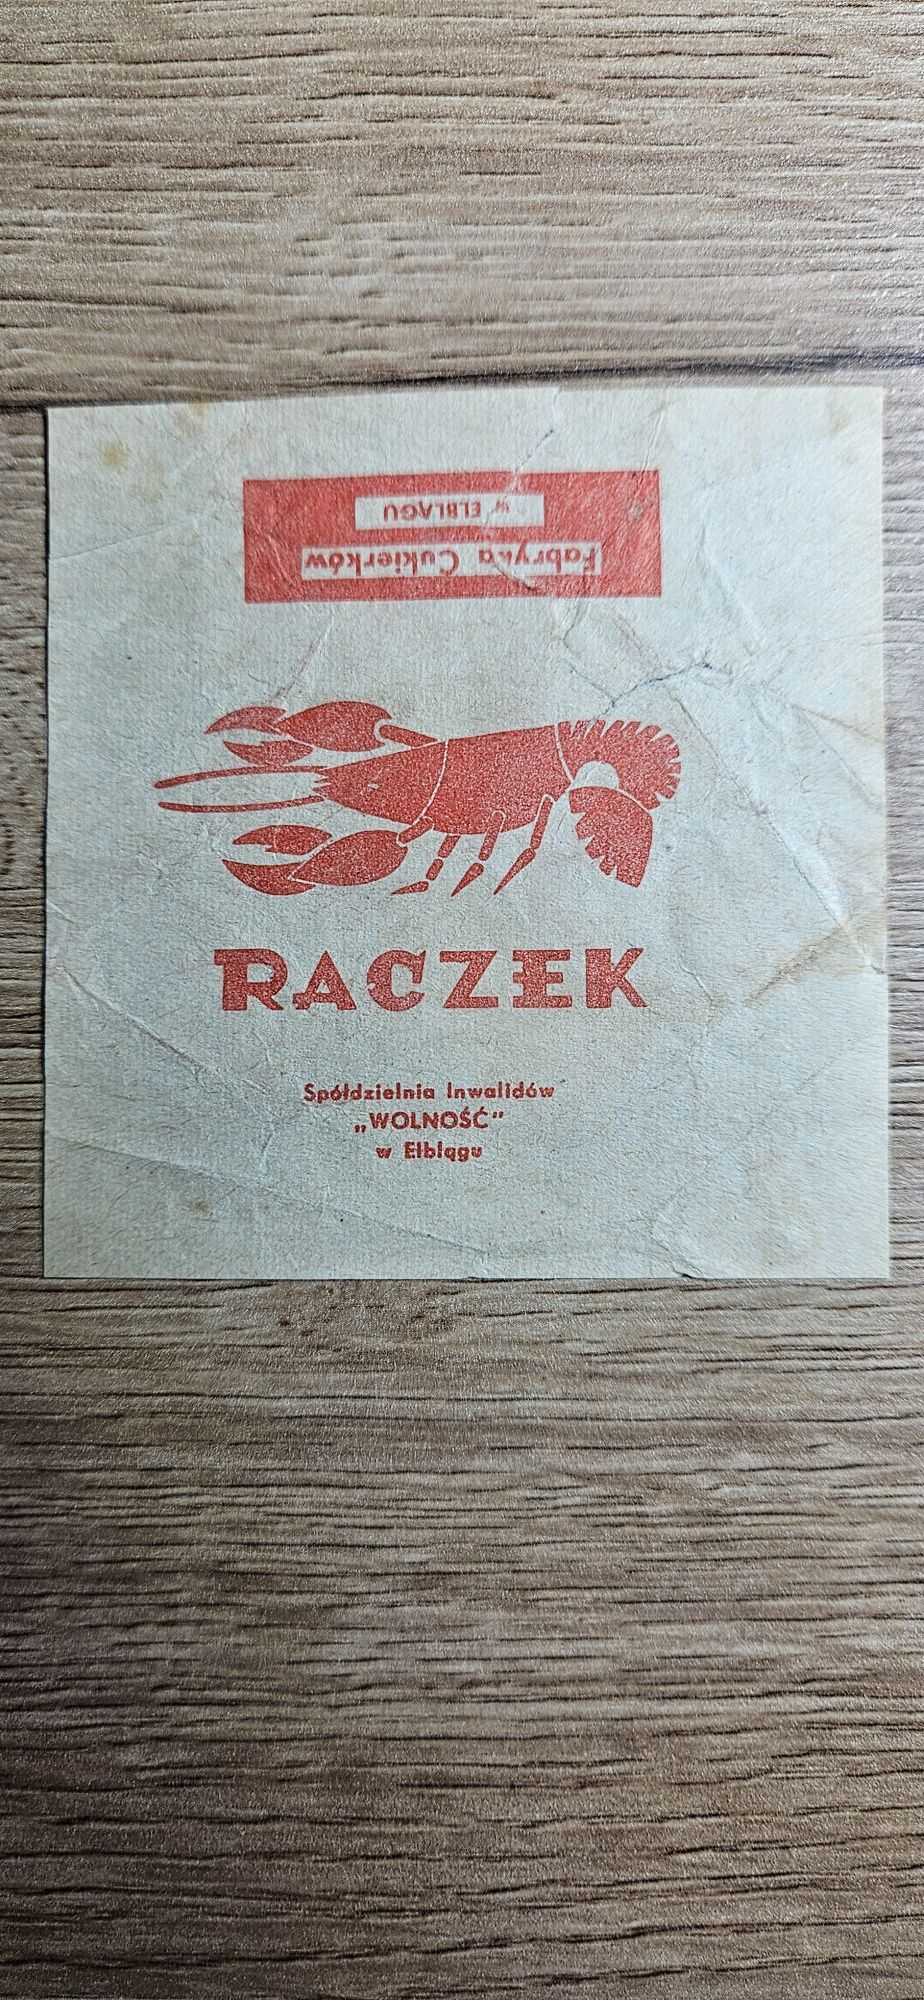 Fabryka Cukierków
w ELBLĄGU
RACZEK
Spółdzielnia Inwalidów
„WOLNOŚĆ”
w Elblągu